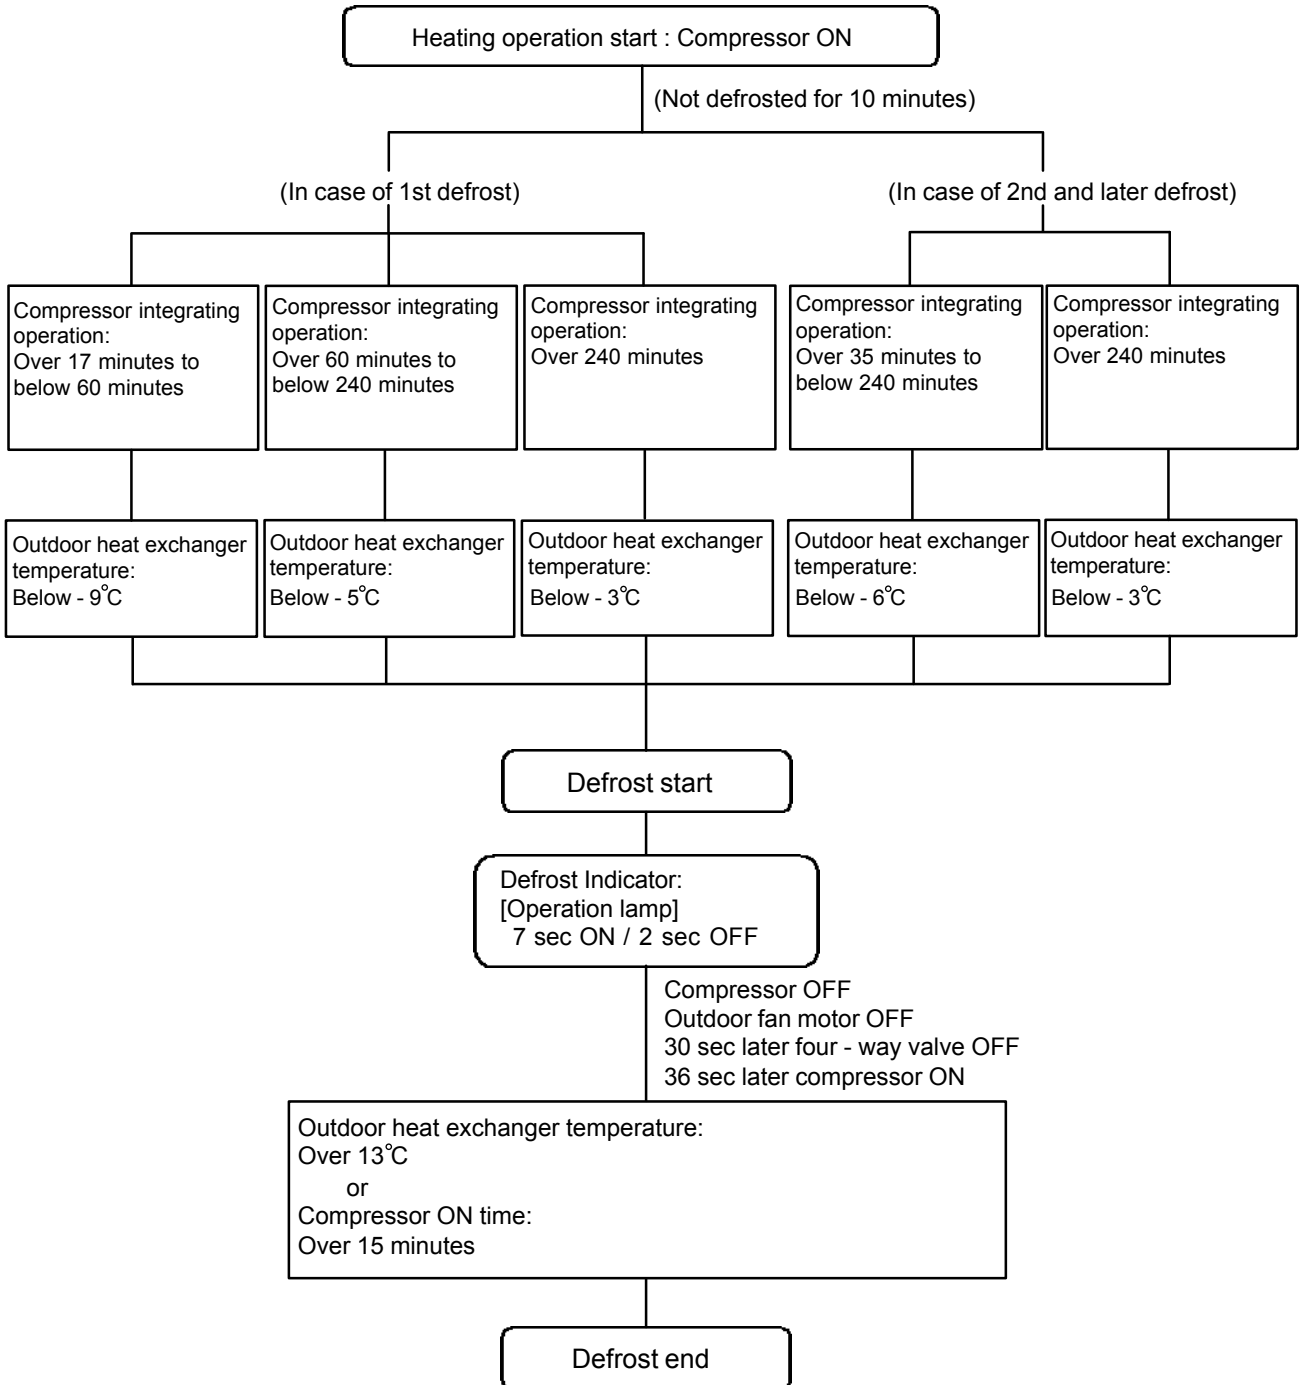 Heating operation start : Compressor ON
(Not defrosted for 10 minutes)
(In case of 1st defrost)
(In case of 2nd and later defrost)
Compressor integrating
operation:
Over 17 minutes to
below 60 minutes
Compressor integrating
operation:
Over 60 minutes to
below 240 minutes
Compressor integrating
operation:
Over 240 minutes
Compressor integrating
operation:
Over 35 minutes to
below 240 minutes
Compressor integrating
operation:
Over 240 minutes
Outdoor heat exchanger
temperature:
Below - 9°C
Outdoor heat exchanger
temperature:
Below - 5°C
Outdoor heat exchanger
temperature:
Below - 3°C
Outdoor heat exchanger
temperature:
Below - 6°C
Outdoor heat exchanger
temperature:
Below - 3°C
Defrost start
Defrost Indicator:
[Operation lamp]
7 sec ON / 2 sec OFF
Compressor OFF
Outdoor fan motor OFF
30 sec later four - way valve OFF
36 sec later compressor ON
Outdoor heat exchanger temperature:
Over 13°C
or
Compressor ON time:
Over 15 minutes
Defrost end